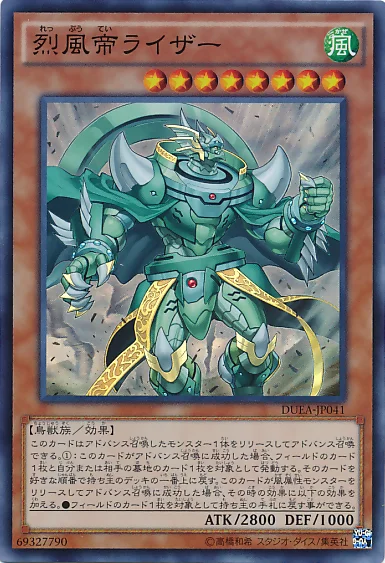 れっ ぷう てい
烈風帝ライザー
かぜ
風
DUEA-JP041
【鳥獣族/効果】
このカードはアドバンス召喚したモンスター1体をリリースしてアドバンス召喚
できる。①:このカードがアドバンス召喚に成功した場合、フィールドのカード
1枚と自分または相手の墓地のカード1枚を対象として発動する。そのカードを
好きな順番で持ち主のデッキの一番上に戻す。このカードが風属性モンスター
をリリースしてアドバンス召喚に成功した場合、その時の効果に以下の効果を
加える。●フィールドのカード1枚を対象として持ち主の手札に戻す事ができる。
ATK/2800 DEF/1000
69327790
©高橋和希 スタジオ・ダイス/集英社